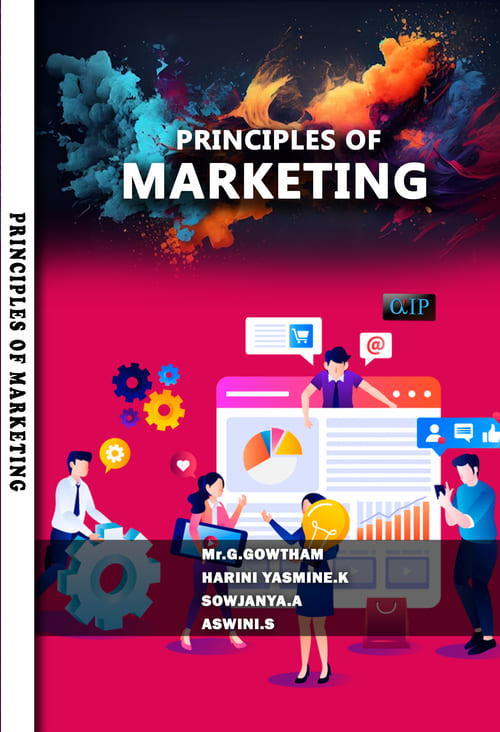 PRINCIPLES OF MARKETING
PRINCIPLES OF
MARKETING
αIP
@
Mr.G.GOWTHAM
HARINI YASMINE.K
SOWJANYA.A
ASWINI.S